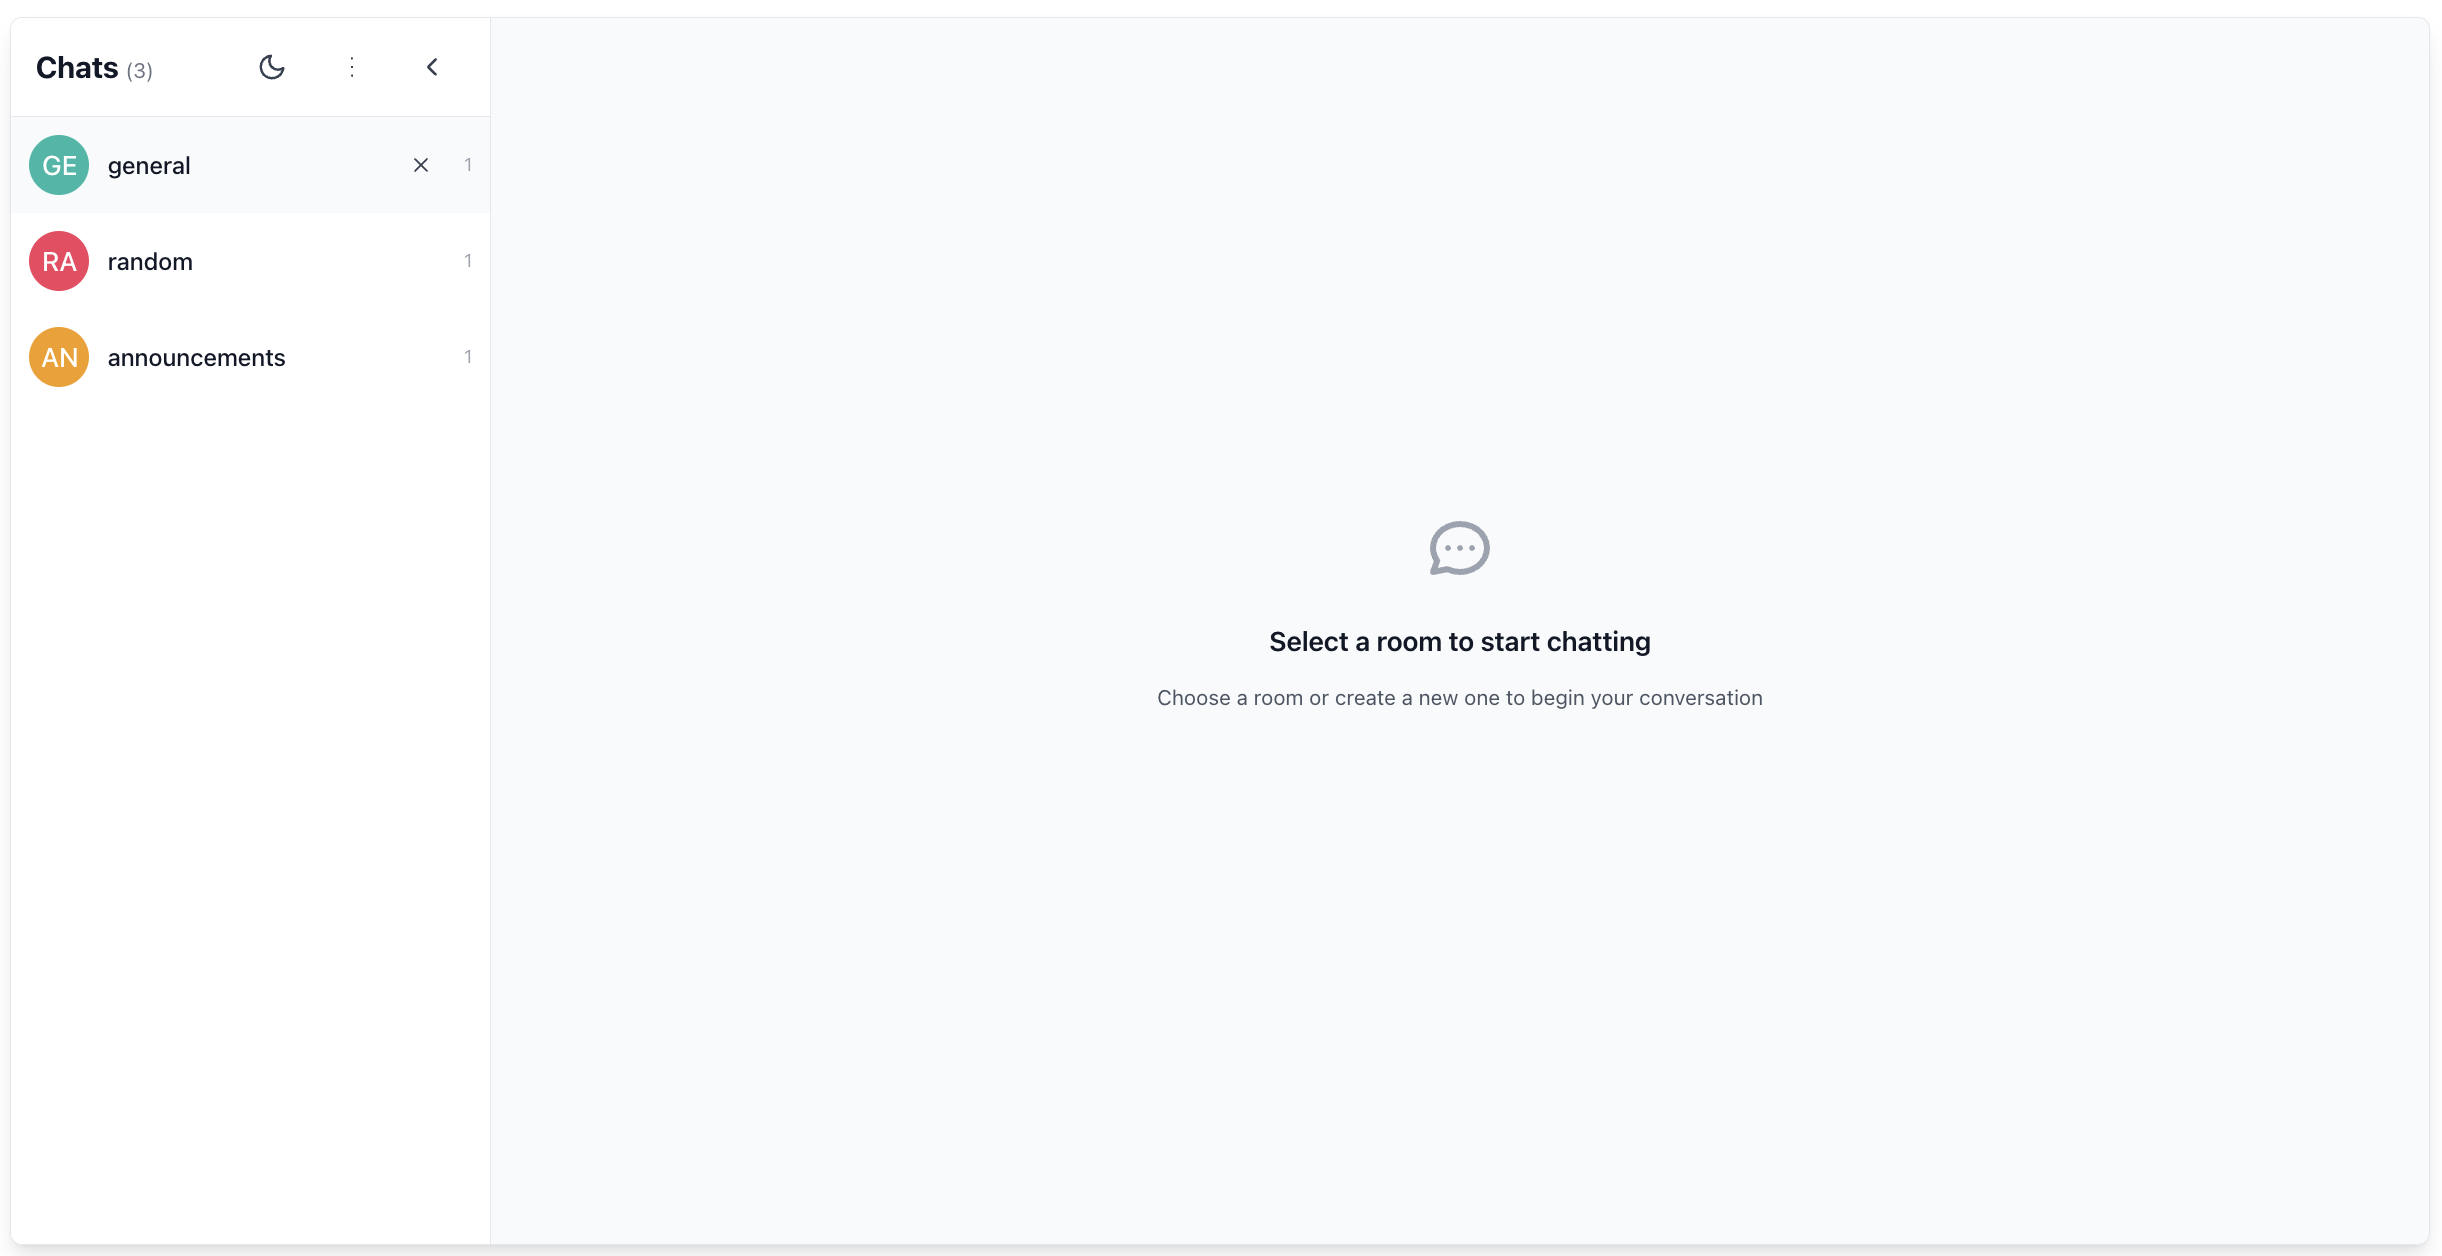 Chats (3)
GE general 1
RA random 1
AN announcements 1
Select a room to start chatting
Choose a room or create a new one to begin your conversation